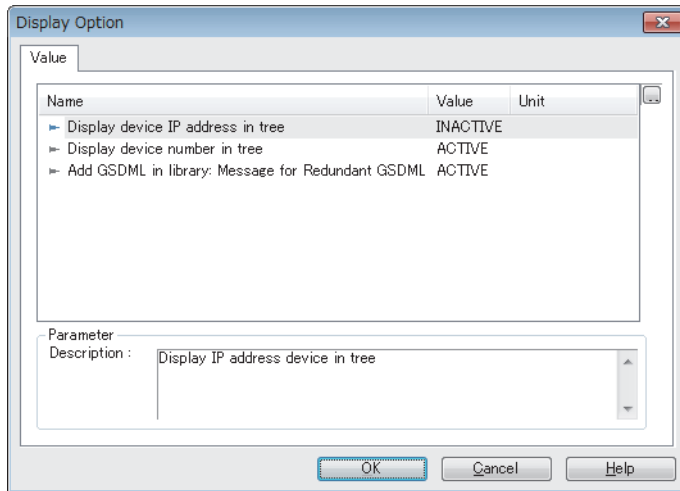 Display Option
Value
Name Value Unit
Display device IP address in tree INACTIVE
Display device number in tree ACTIVE
Add GSDML in library: Message for Redundant GSDML ACTIVE
...
Parameter
Description : Display IP address device in tree
OK Cancel Help